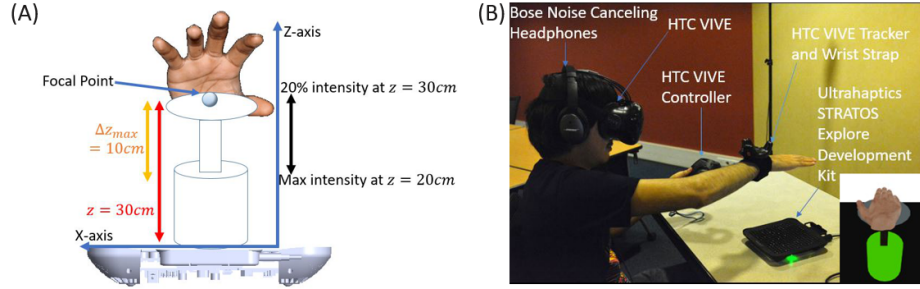 (A)
Z-axis
Focal Point
20% intensity at z = 30cm
Δz_max
= 10cm
Max intensity at z = 20cm
z = 30cm
X-axis
(B)
Bose Noise Canceling
Headphones
HTC VIVE
HTC VIVE
Controller
HTC VIVE Tracker
and Wrist Strap
Ultrahaptics
STRATOS
Explore
Development
Kit